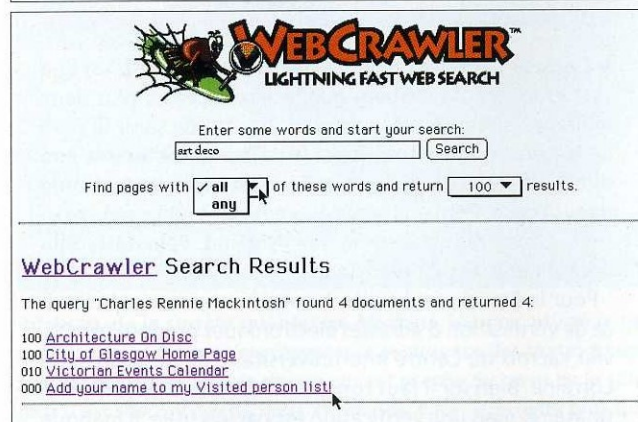 WEBCRAWLER™
LIGHTNING FAST WEB SEARCH
Enter some words and start your search:
art deco Search
Find pages with ✓ all of these words and return 100 ▼ results.
any
WebCrawler Search Results
The query "Charles Rennie Mackintosh" found 4 documents and returned 4:
100 Architecture On Disc
100 City of Glasgow Home Page
010 Victorian Events Calendar
000 Add your name to my Visited person list!